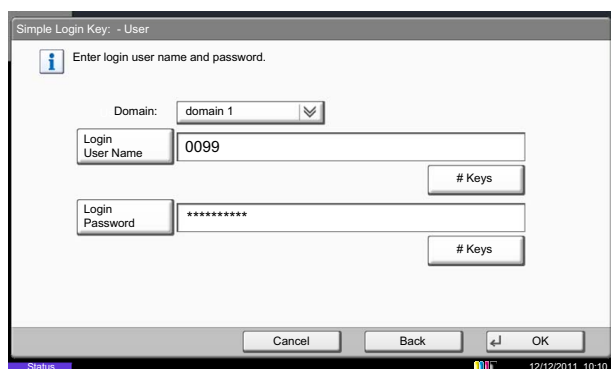 Simple Login Key: - User
Enter login user name and password.
Domain: domain 1
Login
User Name
0099
# Keys
Login
Password
**********
# Keys
Cancel Back OK
Status 12/12/2011 10:10